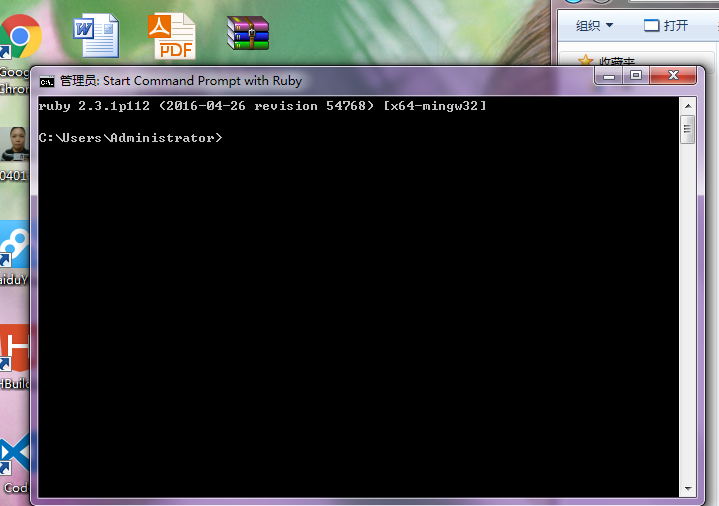 组织
打开
收藏夹
管理员: Start Command Prompt with Ruby
ruby 2.3.1p112 (2016-04-26 revision 54768) [x64-mingw32]
C:\Users\Administrator>
W
PDF
Goog
Chron
0401
aiduY
HBuild
Cod